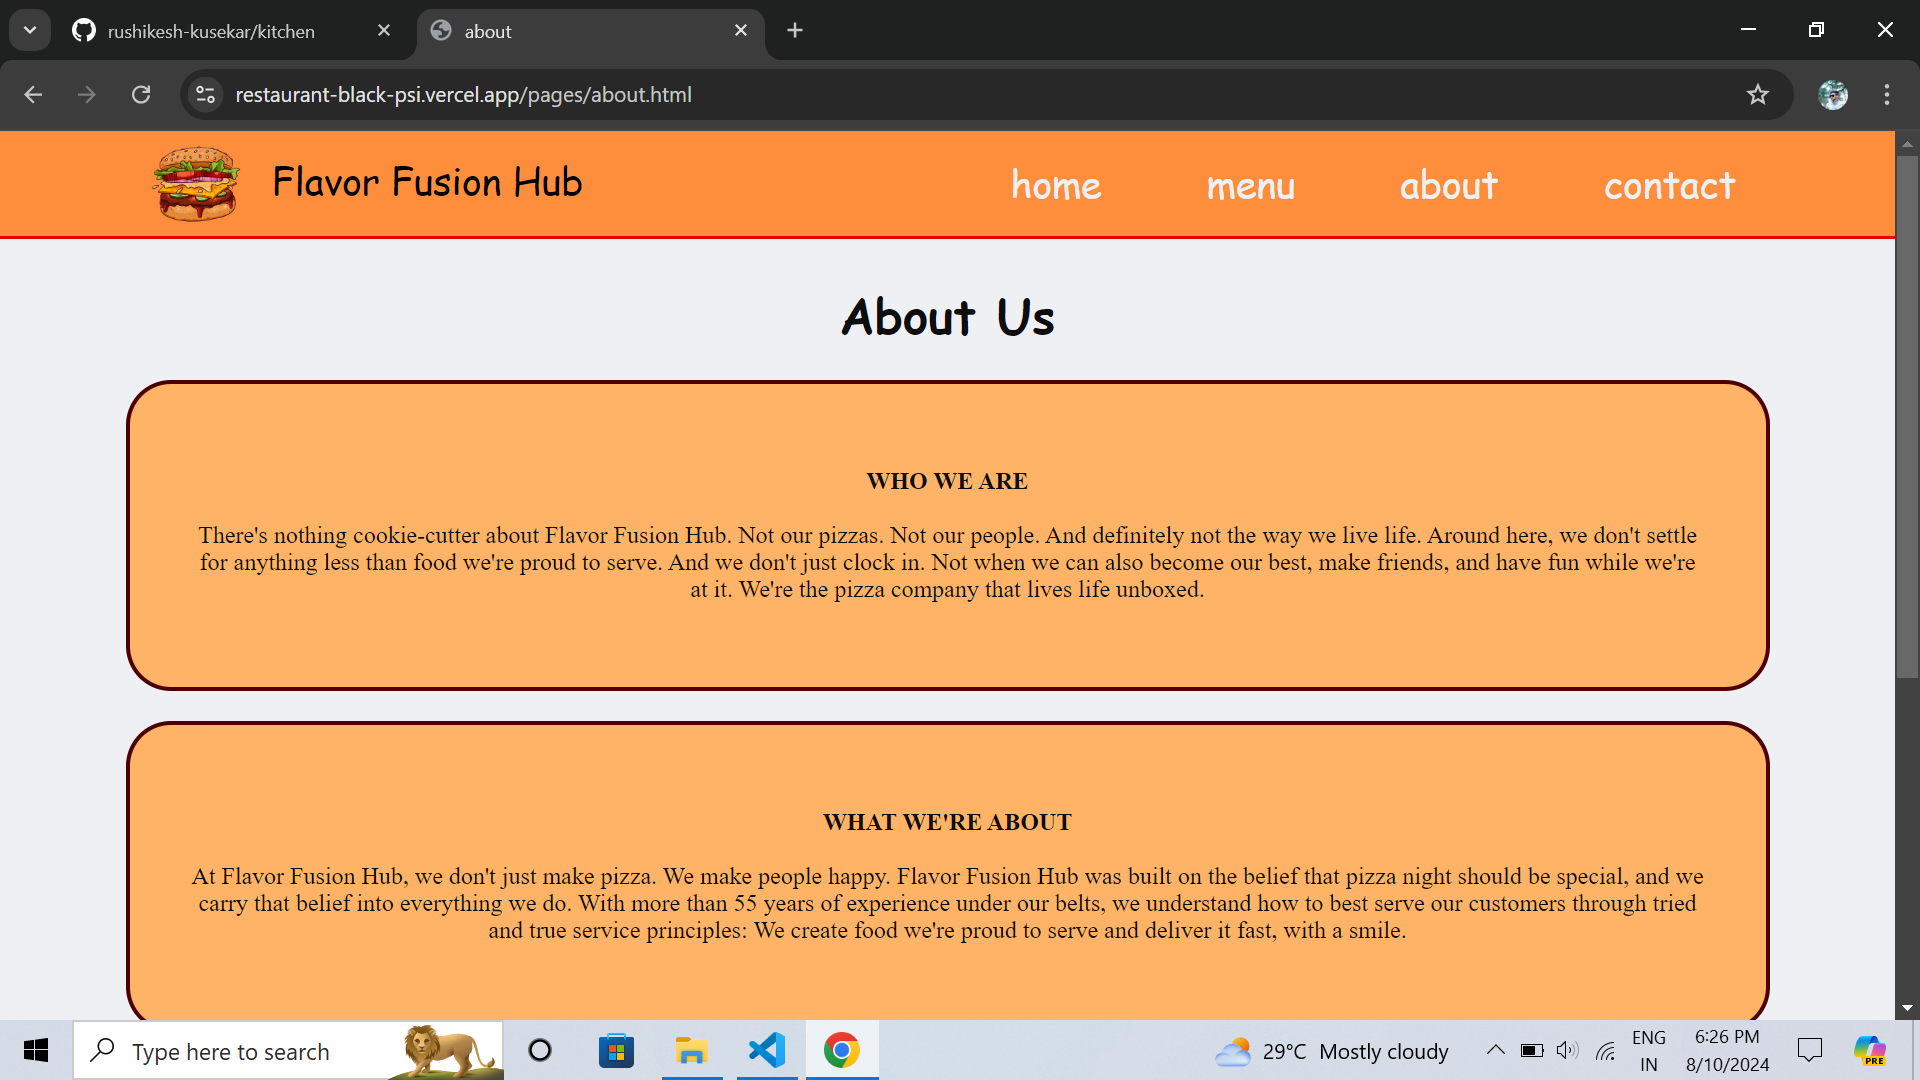 rushikesh-kusekar/kitchen
about
restaurant-black-psi.vercel.app/pages/about.html
Flavor Fusion Hub
home menu about contact
About Us
WHO WE ARE
There's nothing cookie-cutter about Flavor Fusion Hub. Not our pizzas. Not our people. And definitely not the way we live life. Around here, we don't settle
for anything less than food we're proud to serve. And we don't just clock in. Not when we can also become our best, make friends, and have fun while we're
at it. We're the pizza company that lives life unboxed.
WHAT WE'RE ABOUT
At Flavor Fusion Hub, we don't just make pizza. We make people happy. Flavor Fusion Hub was built on the belief that pizza night should be special, and we
carry that belief into everything we do. With more than 55 years of experience under our belts, we understand how to best serve our customers through tried
and true service principles: We create food we're proud to serve and deliver it fast, with a smile.
Type here to search
29°C Mostly cloudy
ENG
IN
6:26 PM
8/10/2024
PRE